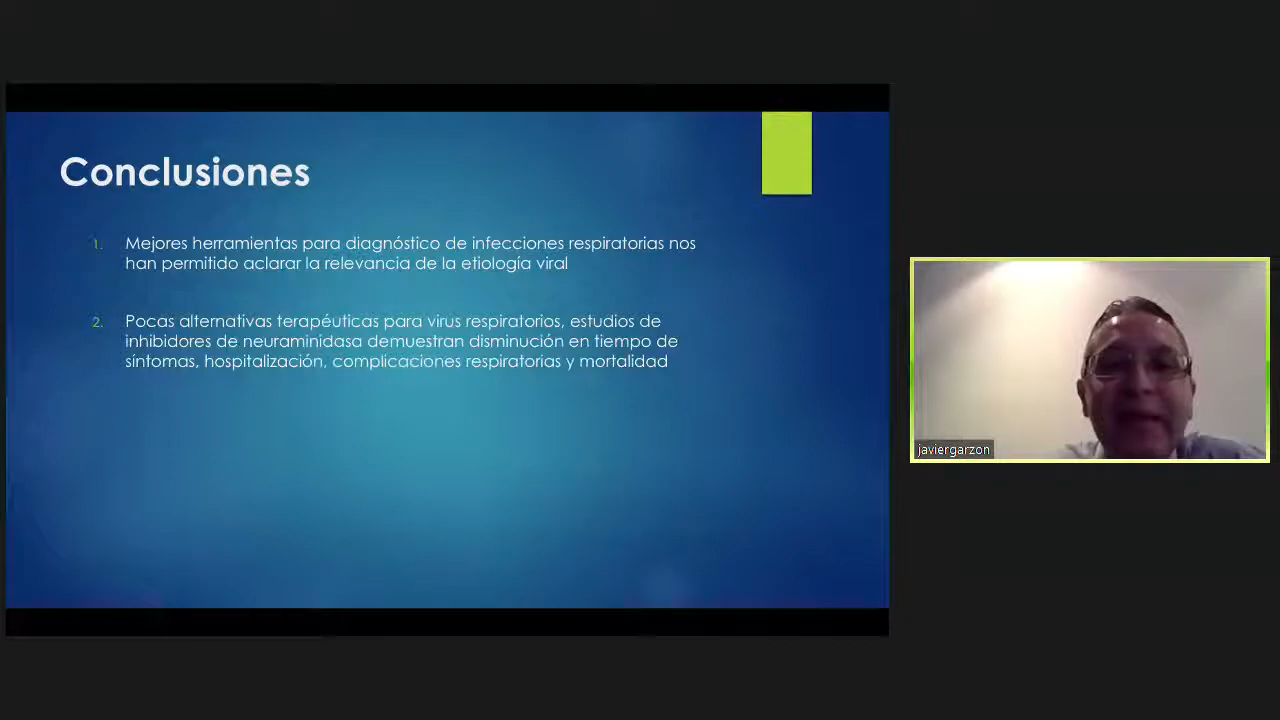 Conclusiones
1. Mejores herramientas para diagnóstico de infecciones respiratorias nos
han permitido aclarar la relevancia de la etiología viral
2. Pocas alternativas terapéuticas para virus respiratorios, estudios de
inhibidores de neuraminidasa demuestran disminución en tiempo de
síntomas, hospitalización, complicaciones respiratorias y mortalidad
javiergarzon